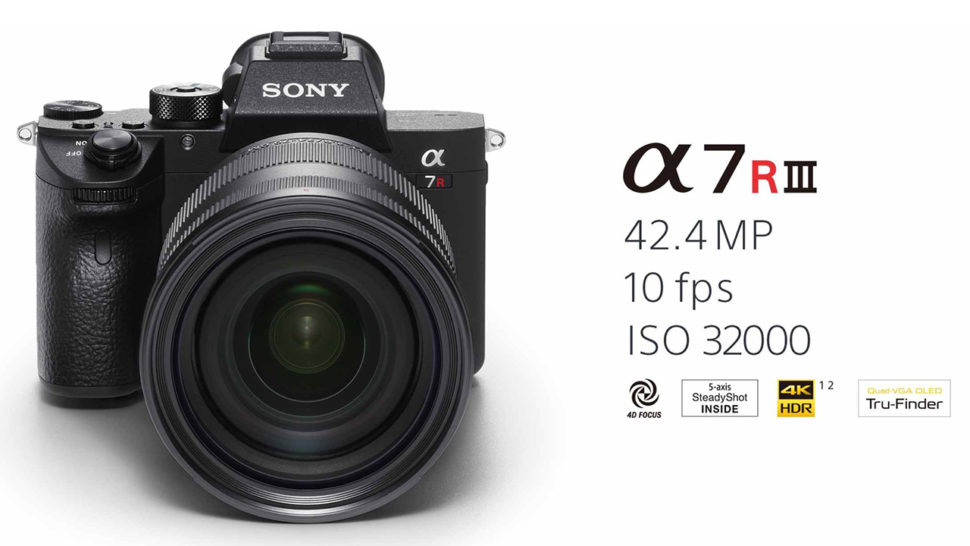 SONY
α
7R
ON
OFF
α7RIII
42.4 MP
10 fps
ISO 32000
4D FOCUS
5-axis
SteadyShot
INSIDE
4K
HDR
1 2
Quad-VGA OLED
Tru-Finder